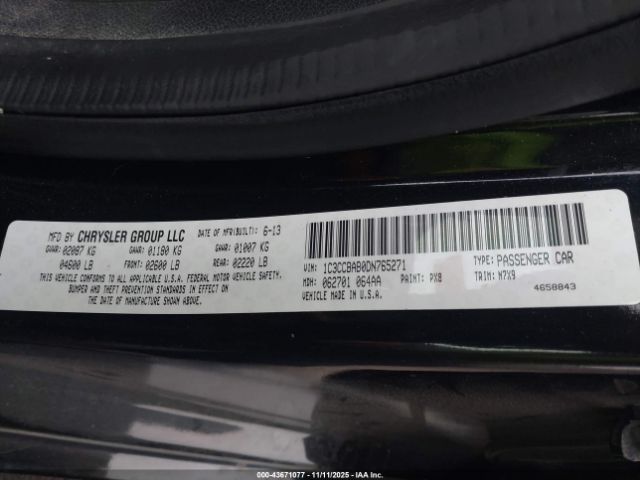 MFD BY CHRYSLER GROUP LLC DATE OF MFR(BUILT): 6-13
GVWR: 02087 KG GAWR: 01180 KG GAWR: 01007 KG
04600 LB FRONT: 02600 LB REAR: 02220 LB
THIS VEHICLE CONFORMS TO ALL APPLICABLE U.S.A. FEDERAL MOTOR VEHICLE SAFETY,
BUMPER AND THEFT PREVENTION STANDARDS IN EFFECT ON
THE DATE OF MANUFACTURE SHOWN ABOVE.
VIN: 1C3CCBAB0DN765271 TYPE: PASSENGER CAR
MDH: 062701 064AA PAINT: PX8 TRIM: M7X9
VEHICLE MADE IN U.S.A. 4658843
000-43671077 - 11/11/2025 - IAAI.COM